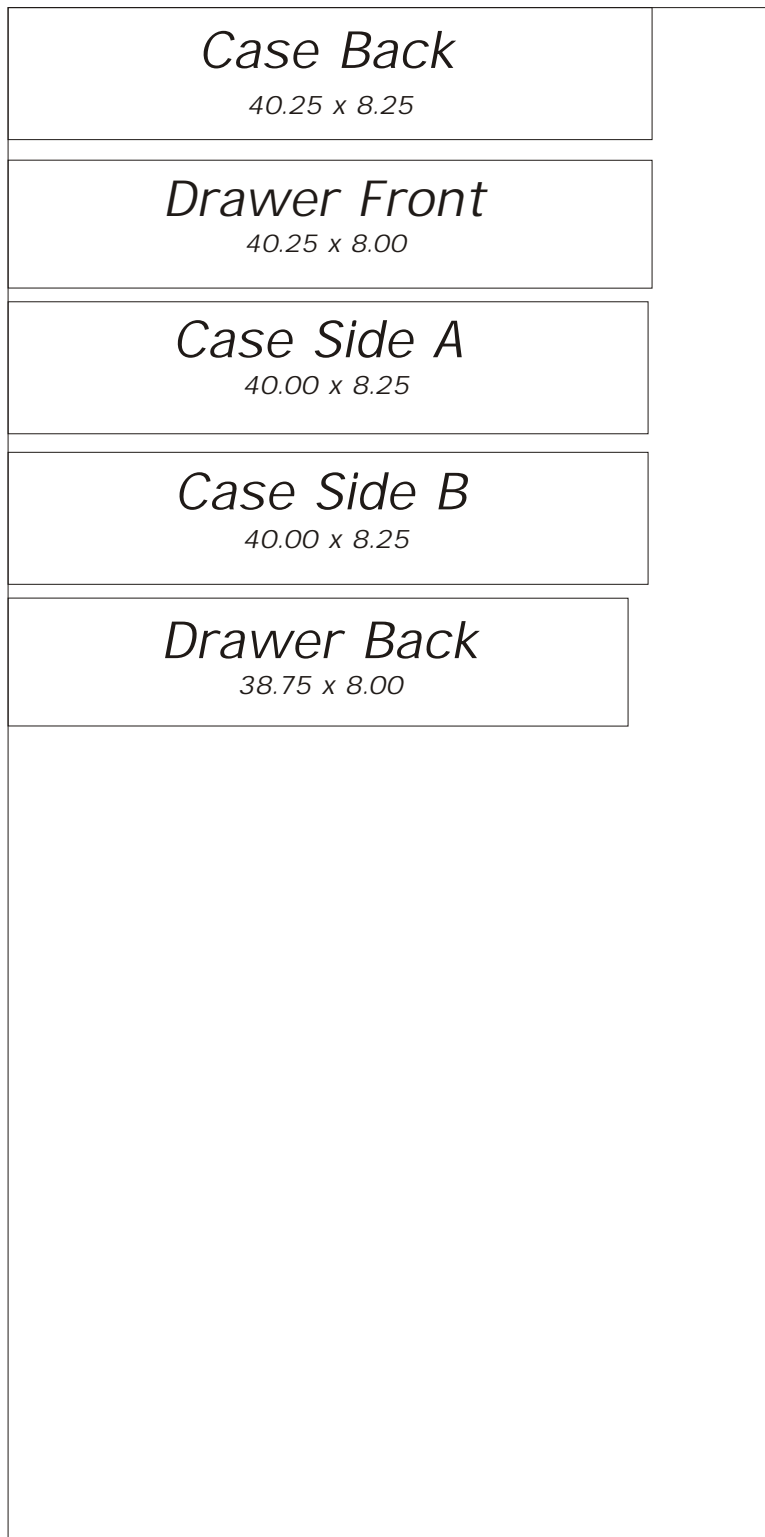 Case Back
40.25 x 8.25
Drawer Front
40.25 x 8.00
Case Side A
40.00 x 8.25
Case Side B
40.00 x 8.25
Drawer Back
38.75 x 8.00